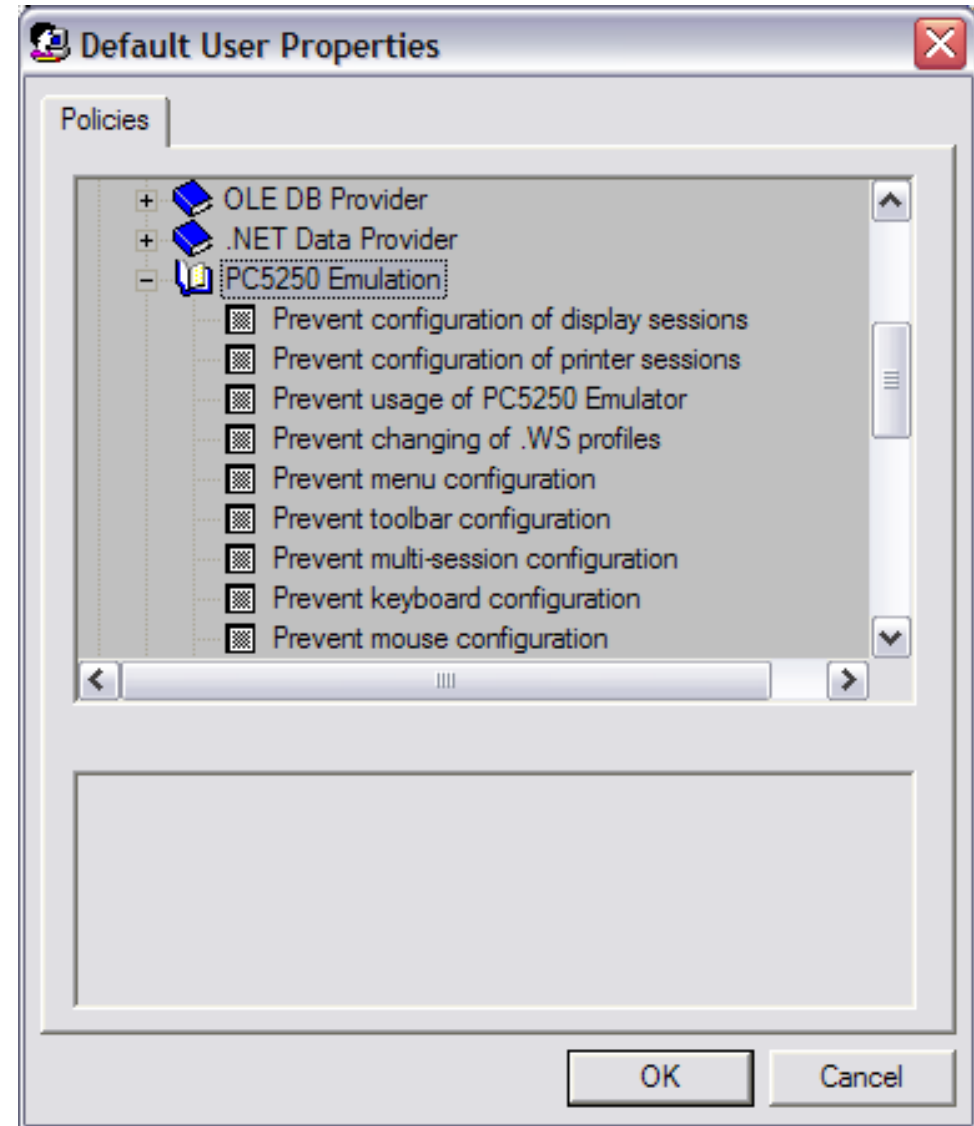 Default User Properties
Policies
OLE DB Provider
.NET Data Provider
PC5250 Emulation
Prevent configuration of display sessions
Prevent configuration of printer sessions
Prevent usage of PC5250 Emulator
Prevent changing of .WS profiles
Prevent menu configuration
Prevent toolbar configuration
Prevent multi-session configuration
Prevent keyboard configuration
Prevent mouse configuration
OK Cancel